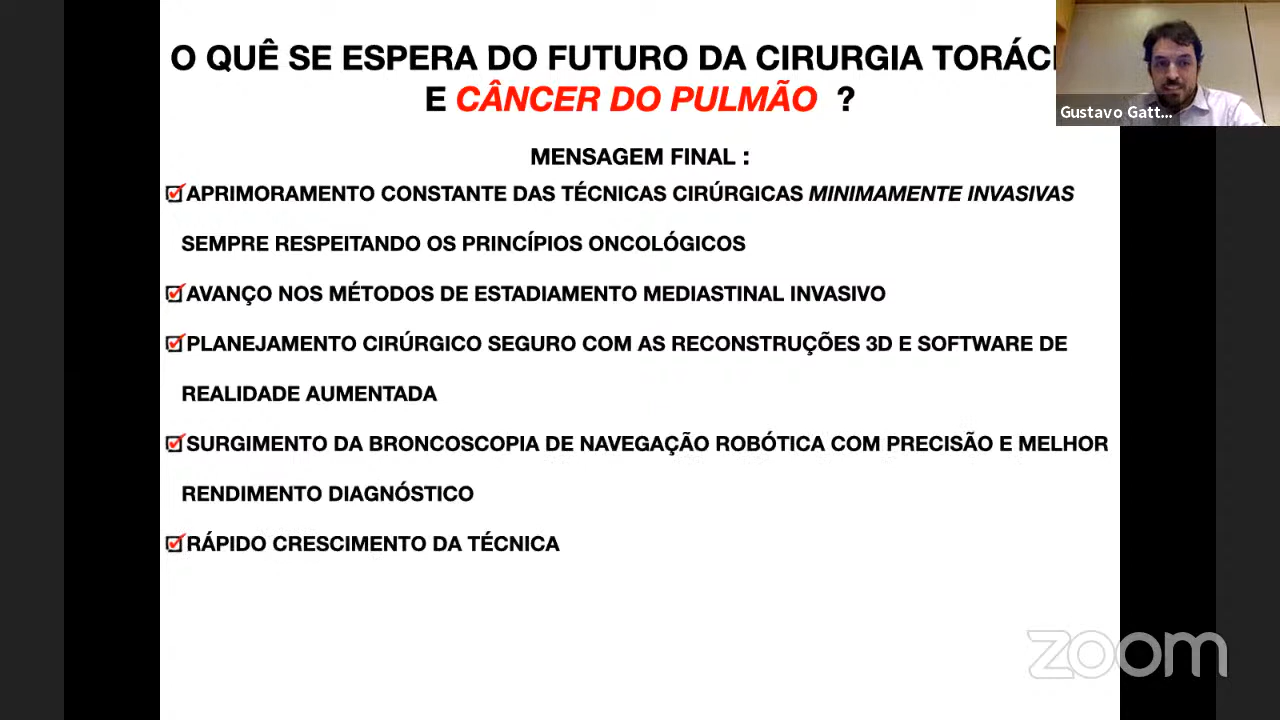 O QUÊ SE ESPERA DO FUTURO DA CIRURGIA TORÁCI
E CÂNCER DO PULMÃO ?
Gustavo Gatt...
MENSAGEM FINAL :
APRIMORAMENTO CONSTANTE DAS TÉCNICAS CIRÚRGICAS MINIMAMENTE INVASIVAS
SEMPRE RESPEITANDO OS PRINCÍPIOS ONCOLÓGICOS
AVANÇO NOS MÉTODOS DE ESTADIAMENTO MEDIASTINAL INVASIVO
PLANEJAMENTO CIRÚRGICO SEGURO COM AS RECONSTRUÇÕES 3D E SOFTWARE DE
REALIDADE AUMENTADA
SURGIMENTO DA BRONCOSCOPIA DE NAVEGAÇÃO ROBÓTICA COM PRECISÃO E MELHOR
RENDIMENTO DIAGNÓSTICO
RÁPIDO CRESCIMENTO DA TÉCNICA
zoom